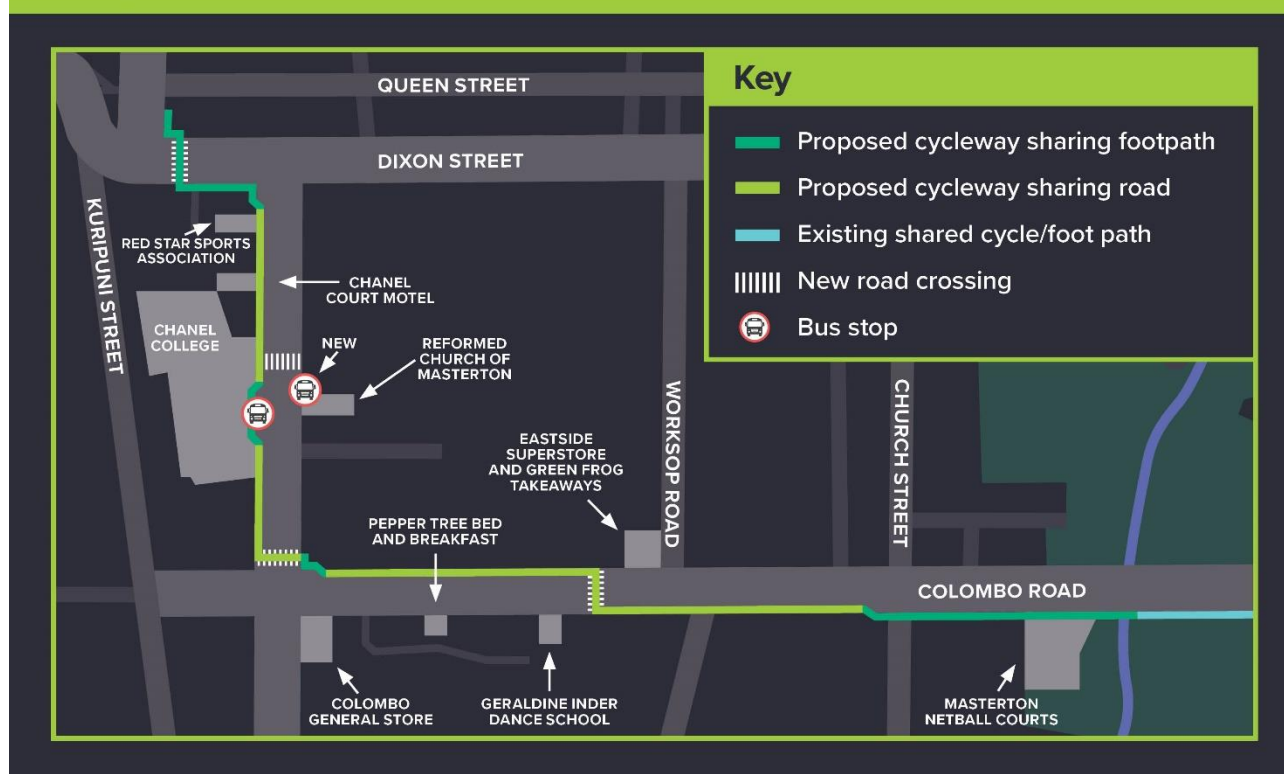 QUEEN STREET
DIXON STREET
KURIPUNI STREET
RED STAR SPORTS
ASSOCIATION
CHANEL
COURT MOTEL
CHANEL
COLLEGE
NEW
REFORMED
CHURCH OF
MASTERTON
EASTSIDE
SUPERSTORE
AND GREEN FROG
TAKEAWAYS
WORKSOP ROAD
CHURCH STREET
PEPPER TREE BED
AND BREAKFAST
COLOMBO ROAD
COLOMBO
GENERAL STORE
GERALDINE INDER
DANCE SCHOOL
MASTERTON
NETBALL COURTS
Key
Proposed cycleway sharing footpath
Proposed cycleway sharing road
Existing shared cycle/foot path
New road crossing
Bus stop